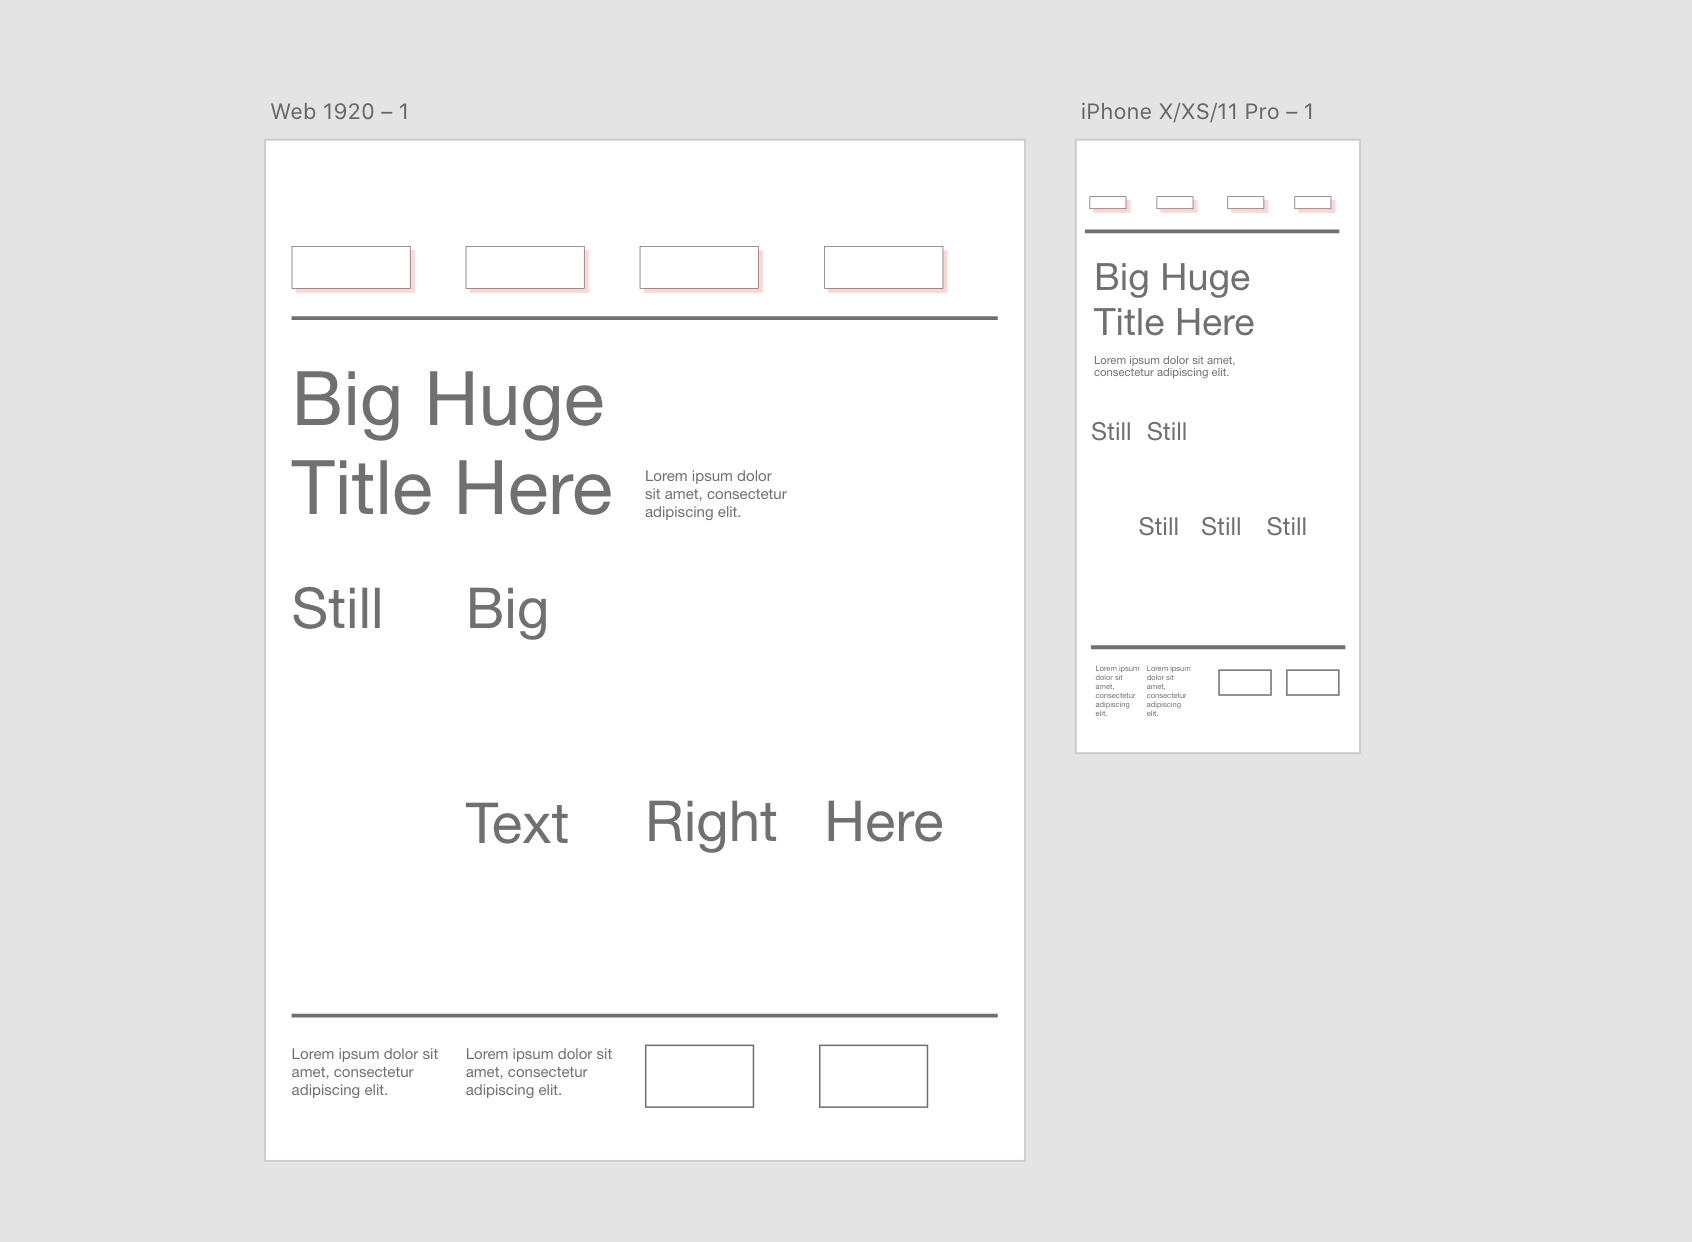 Web 1920 – 1
Big Huge
Title Here
Lorem ipsum dolor
sit amet, consectetur
adipiscing elit.
Still Big
Text Right Here
Lorem ipsum dolor sit
amet, consectetur
adipiscing elit.
Lorem ipsum dolor sit
amet, consectetur
adipiscing elit.
iPhone X/XS/11 Pro – 1
Big Huge
Title Here
Lorem ipsum dolor sit amet,
consectetur adipiscing elit.
Still Still
Still Still Still
Lorem ipsum
dolor sit
amet,
consectetur
adipiscing
elit.
Lorem ipsum
dolor sit
amet,
consectetur
adipiscing
elit.